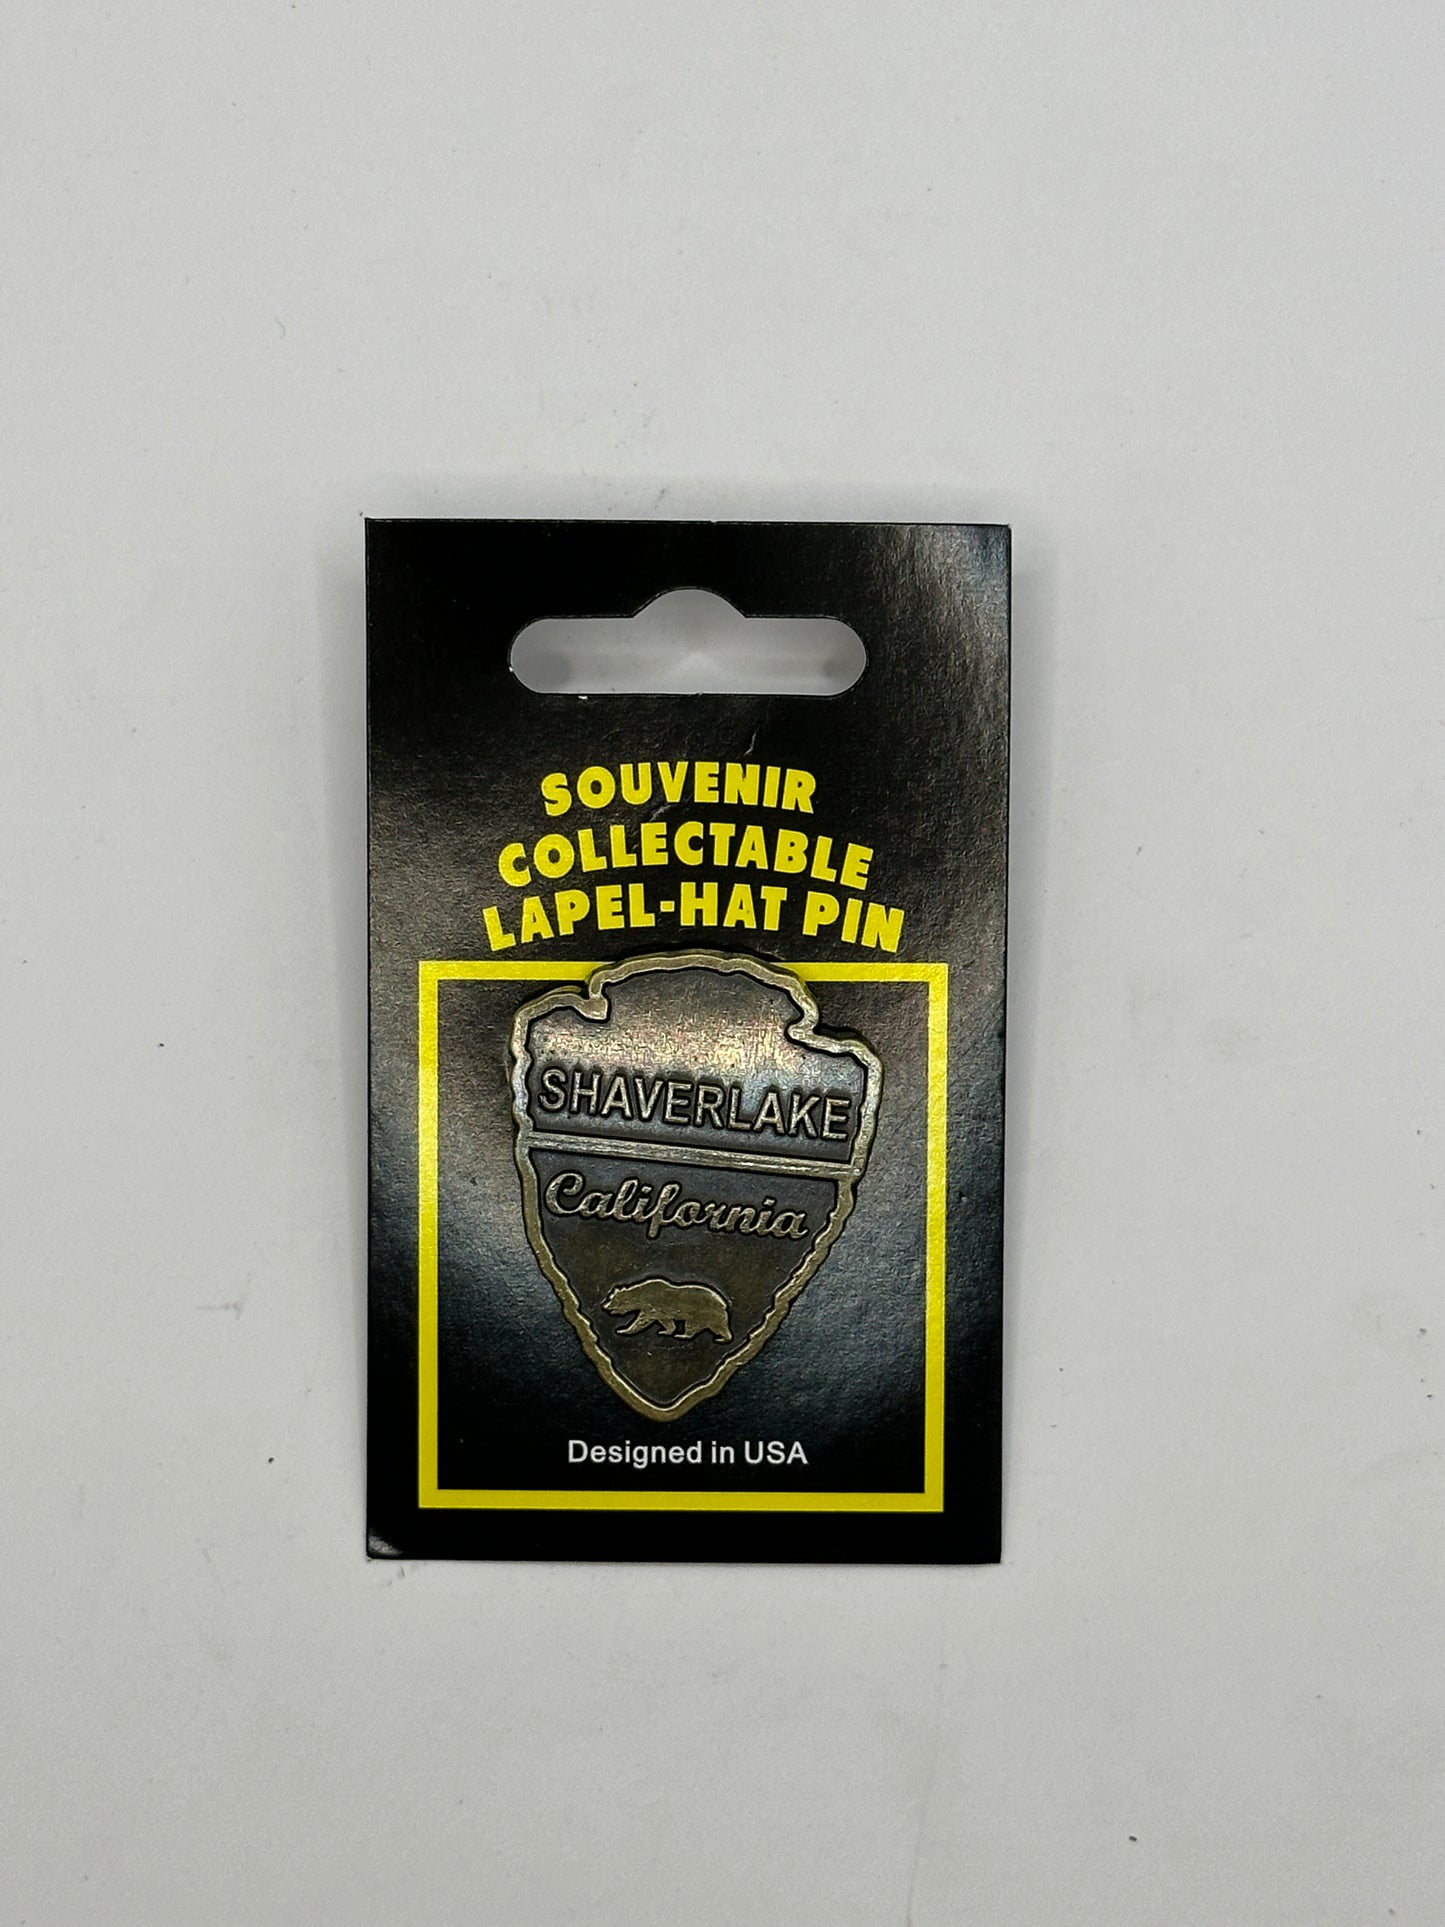 SOUVENIR
COLLECTABLE
LAPEL-HAT PIN
SHAVERLAKE
California
Designed in USA